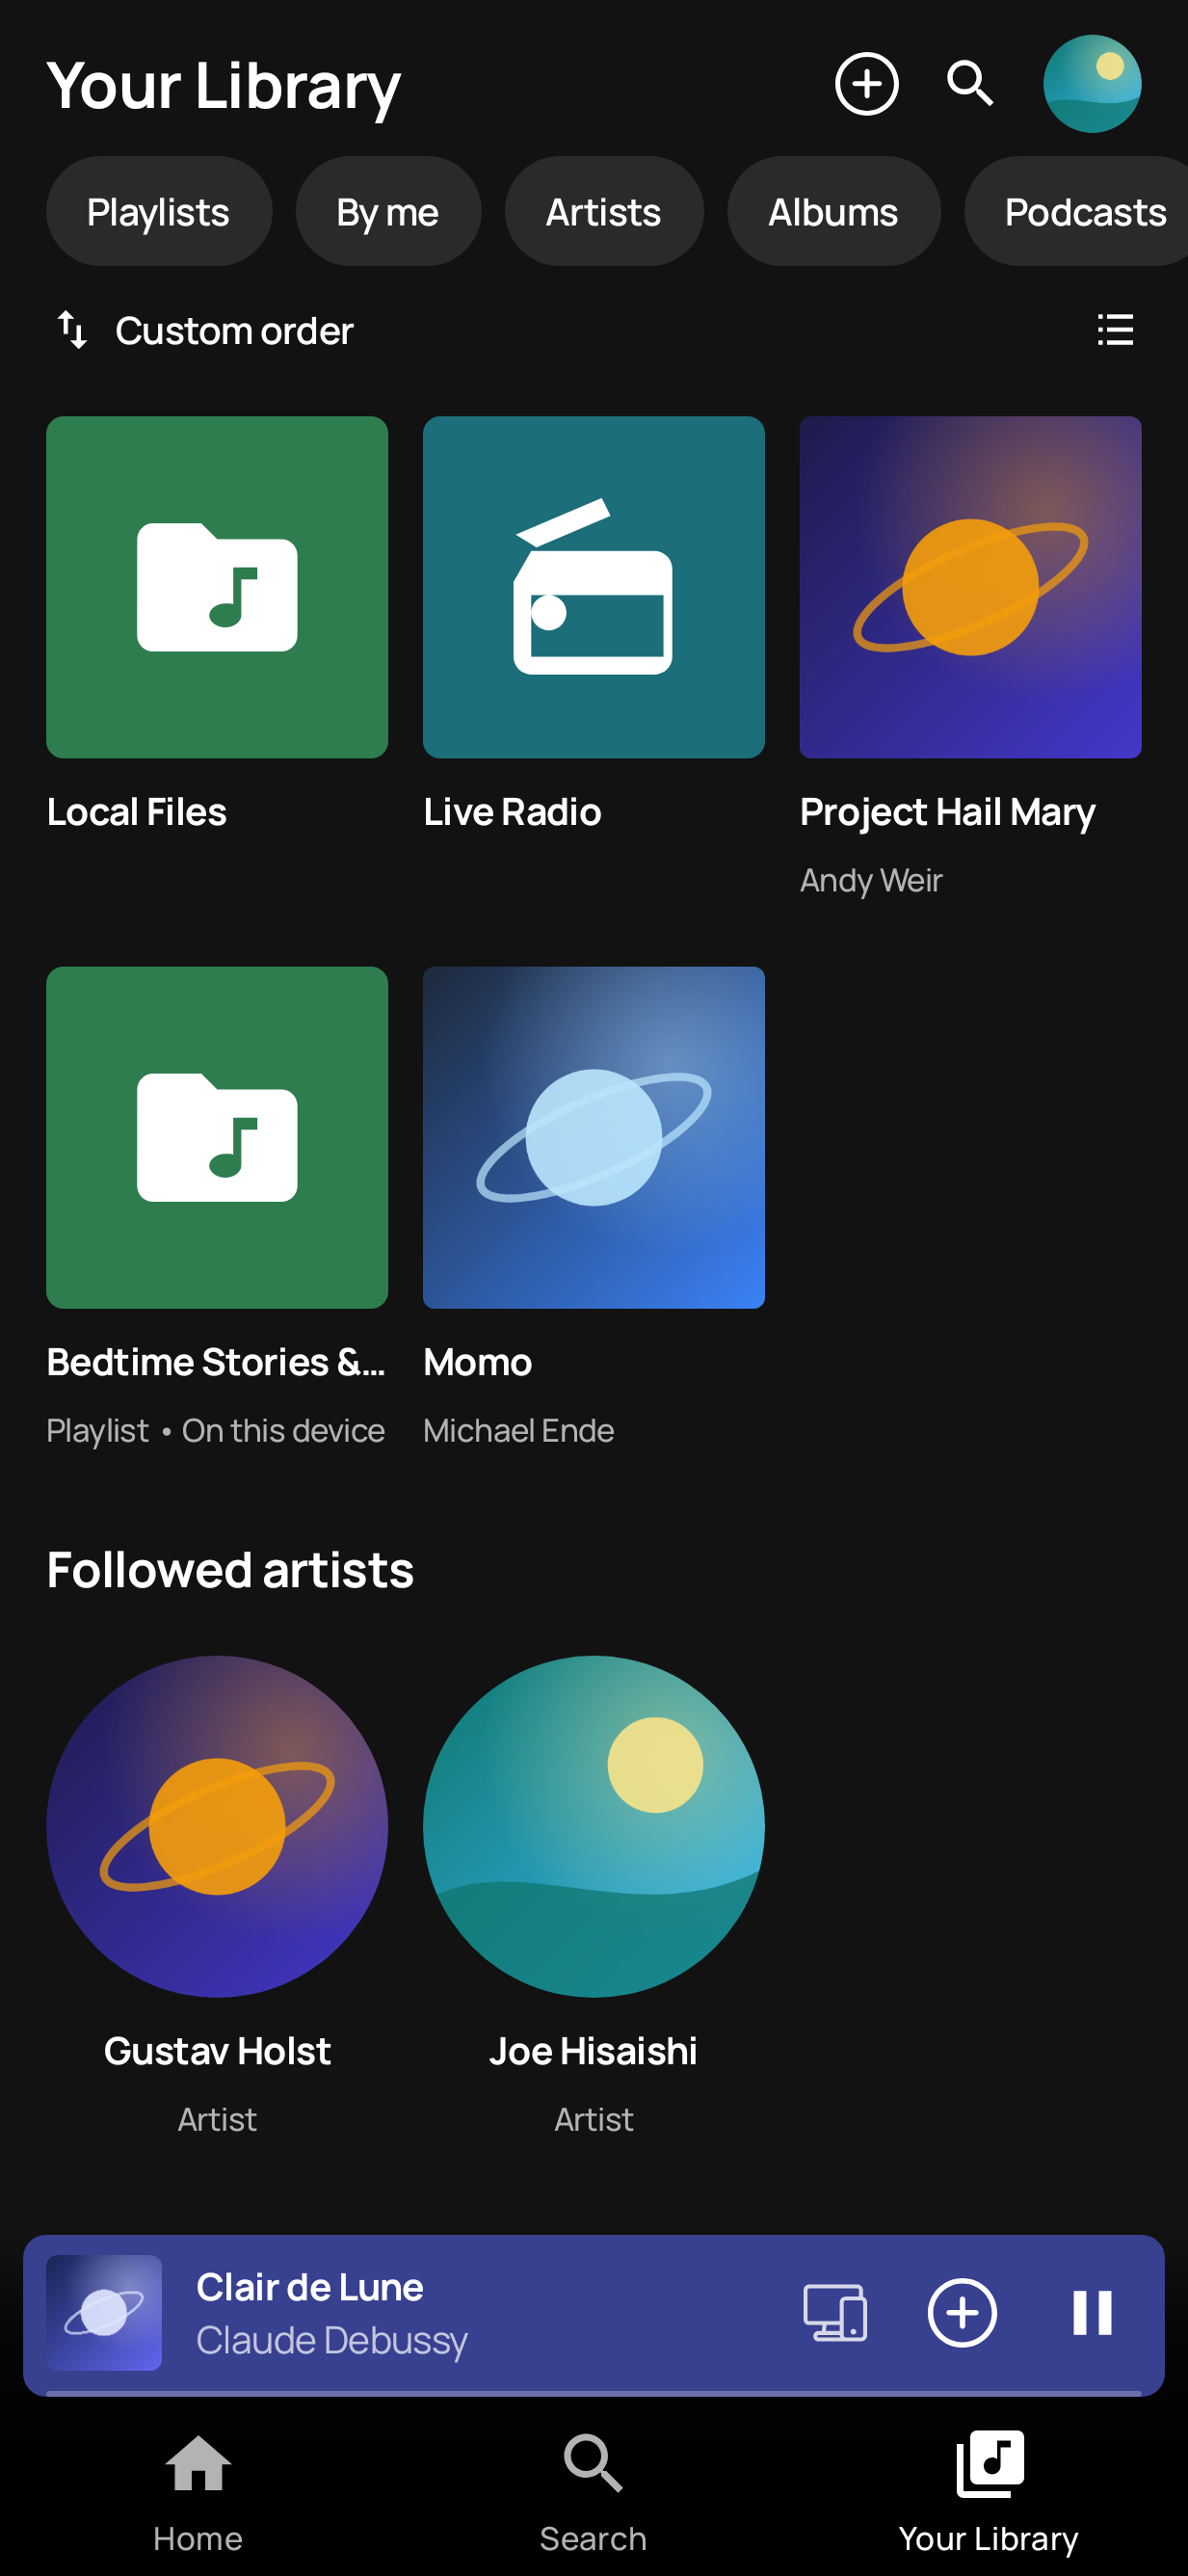 Your Library
Playlists
By me
Artists
Albums
Podcasts
Custom order
Local Files
Live Radio
Project Hail Mary
Andy Weir
Bedtime Stories &...
Playlist • On this device
Momo
Michael Ende
Followed artists
Gustav Holst
Artist
Joe Hisaishi
Artist
Clair de Lune
Claude Debussy
Home
Search
Your Library